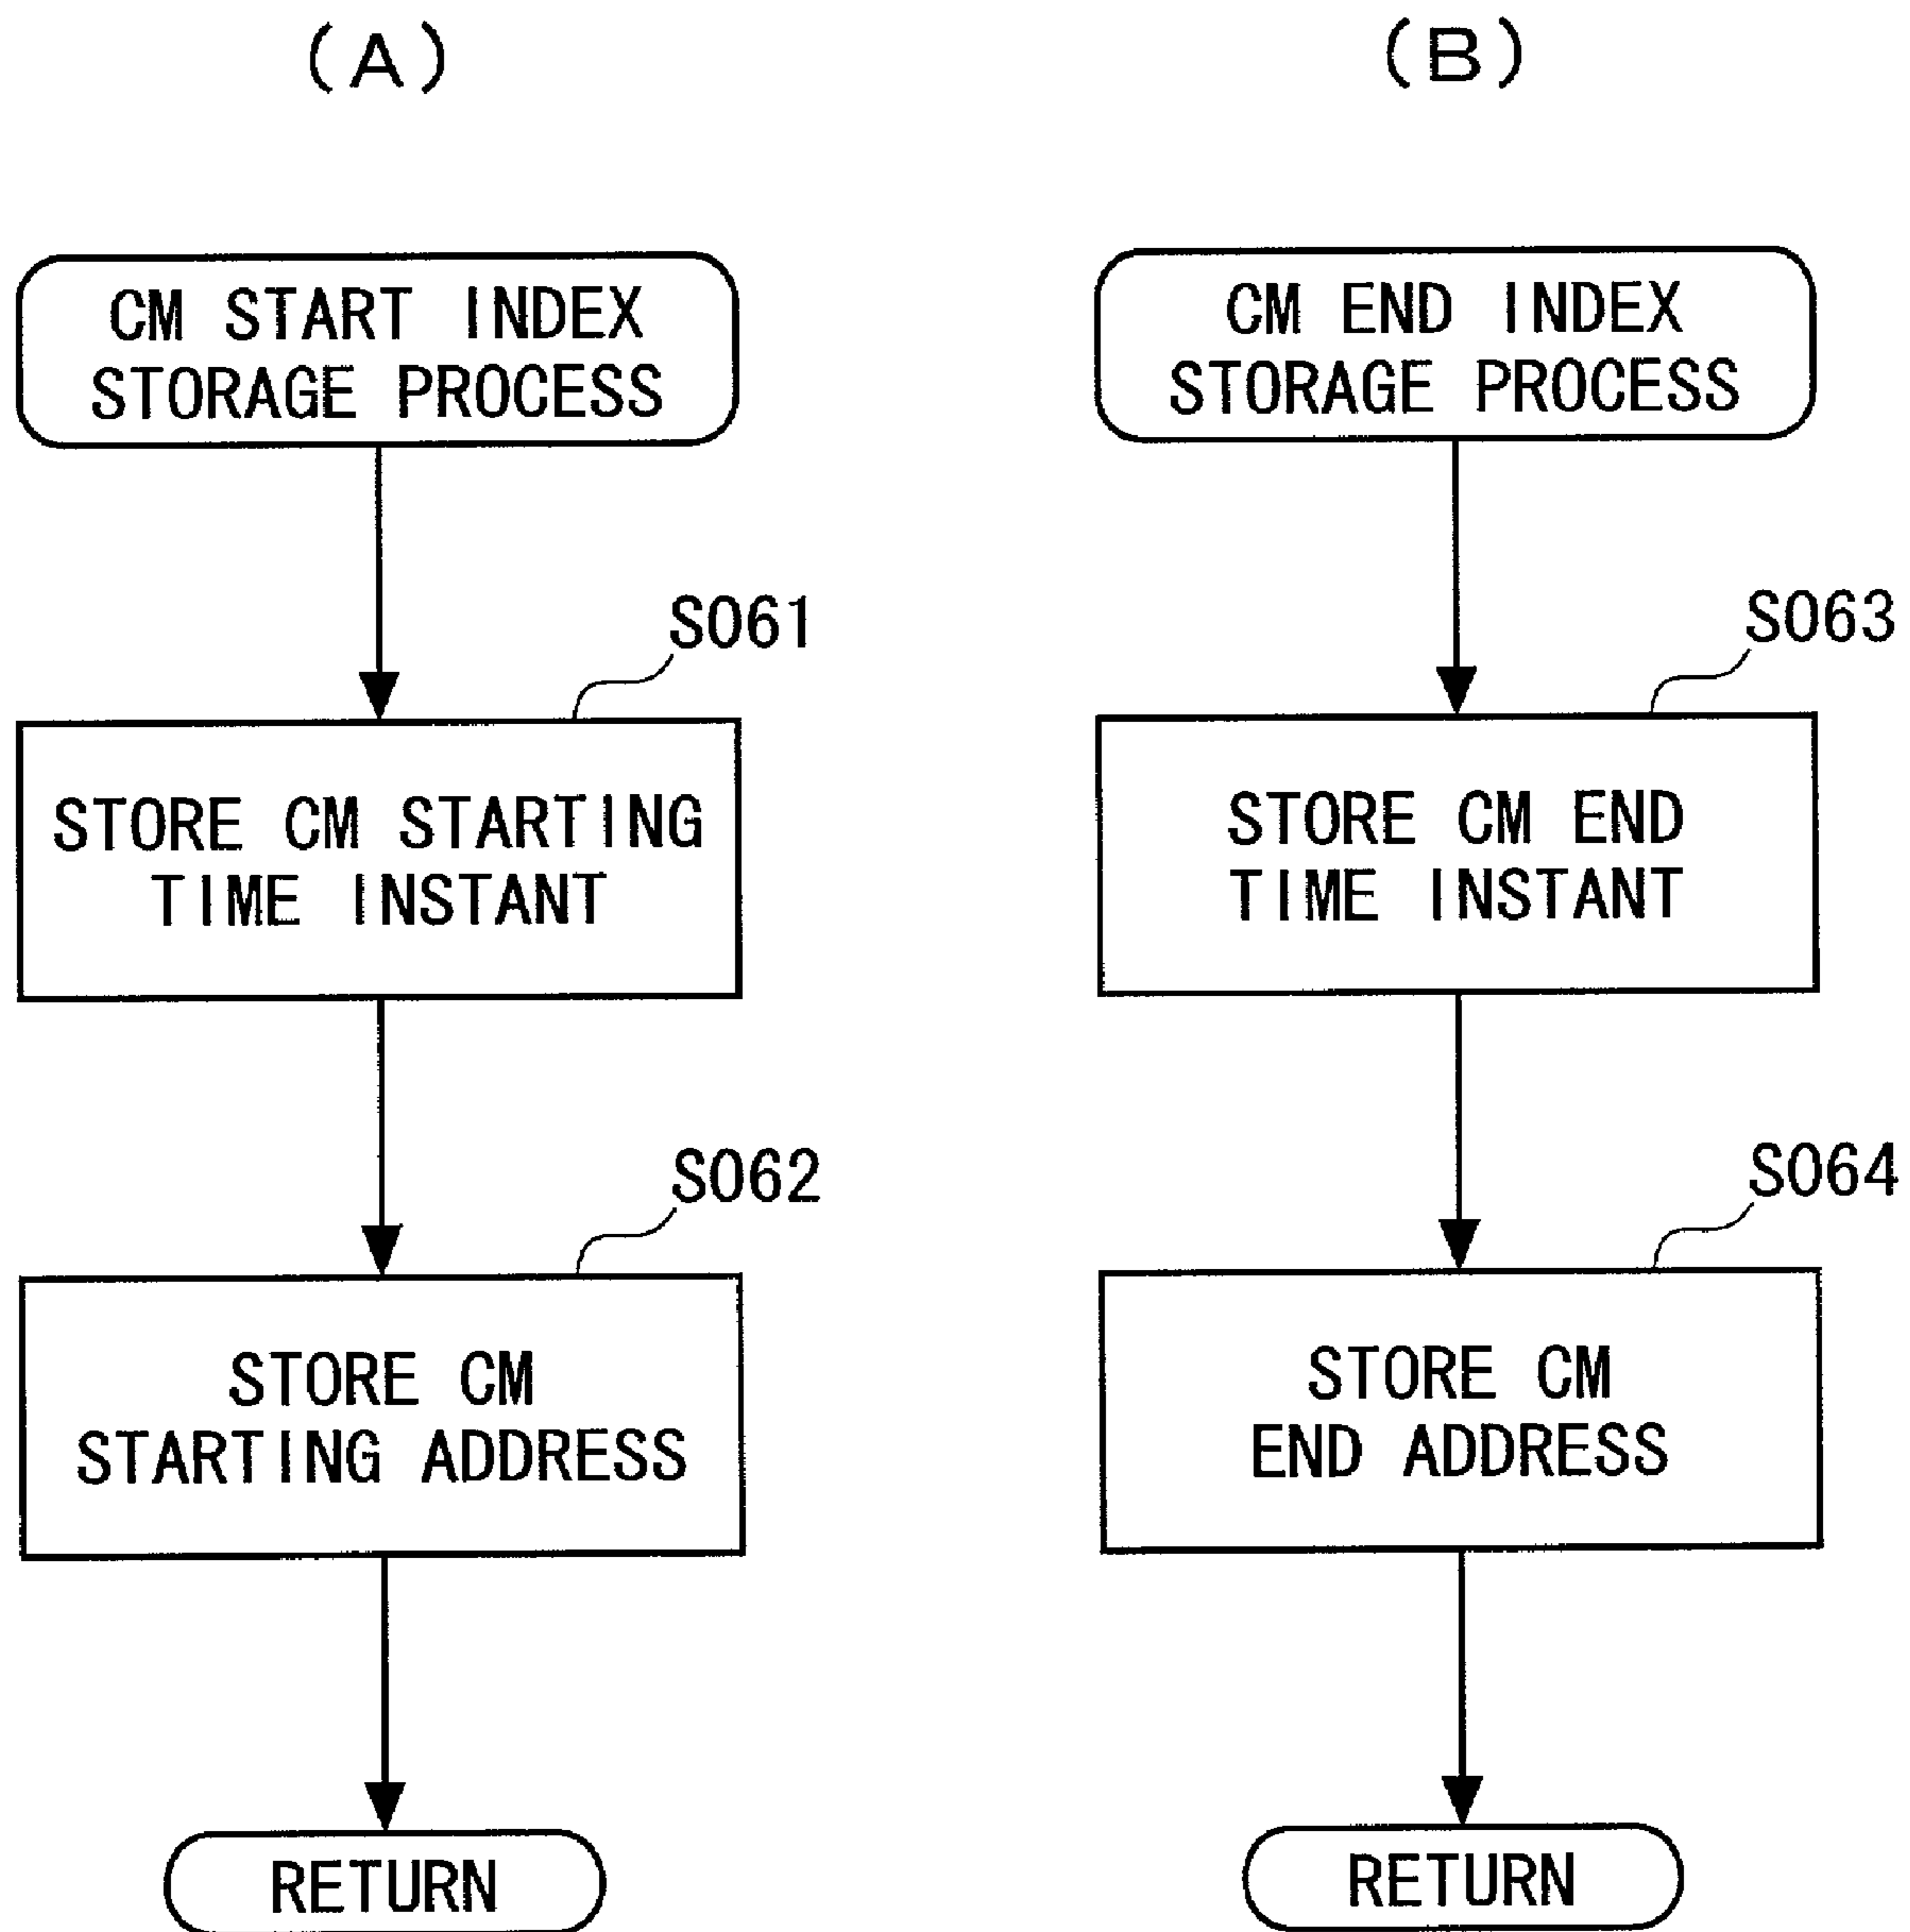 (A)
CM START INDEX
STORAGE PROCESS
S061
STORE CM STARTING
TIME INSTANT
S062
STORE CM
STARTING ADDRESS
RETURN
(B)
CM END INDEX
STORAGE PROCESS
S063
STORE CM END
TIME INSTANT
S064
STORE CM
END ADDRESS
RETURN